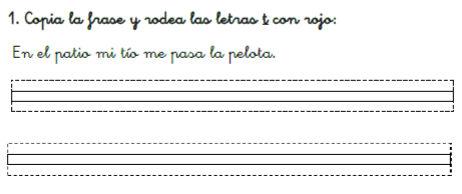 1. Copia la frase y rodea las letras t con rojo:
En el patio mi tío me pasa la pelota.